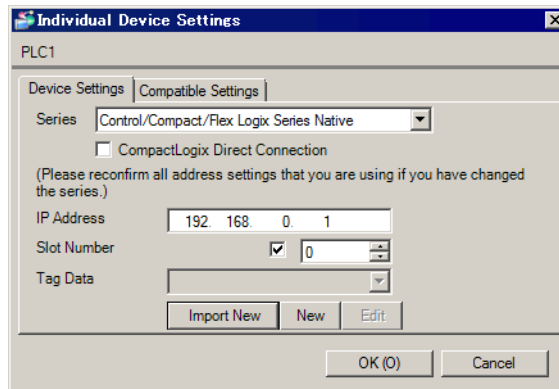 Individual Device Settings
PLC1
Device Settings Compatible Settings
Series Control/Compact/Flex Logix Series Native
CompactLogix Direct Connection
(Please reconfirm all address settings that you are using if you have changed
the series.)
IP Address 192. 168. 0. 1
Slot Number 0
Tag Data
Import New New Edit
OK (O) Cancel